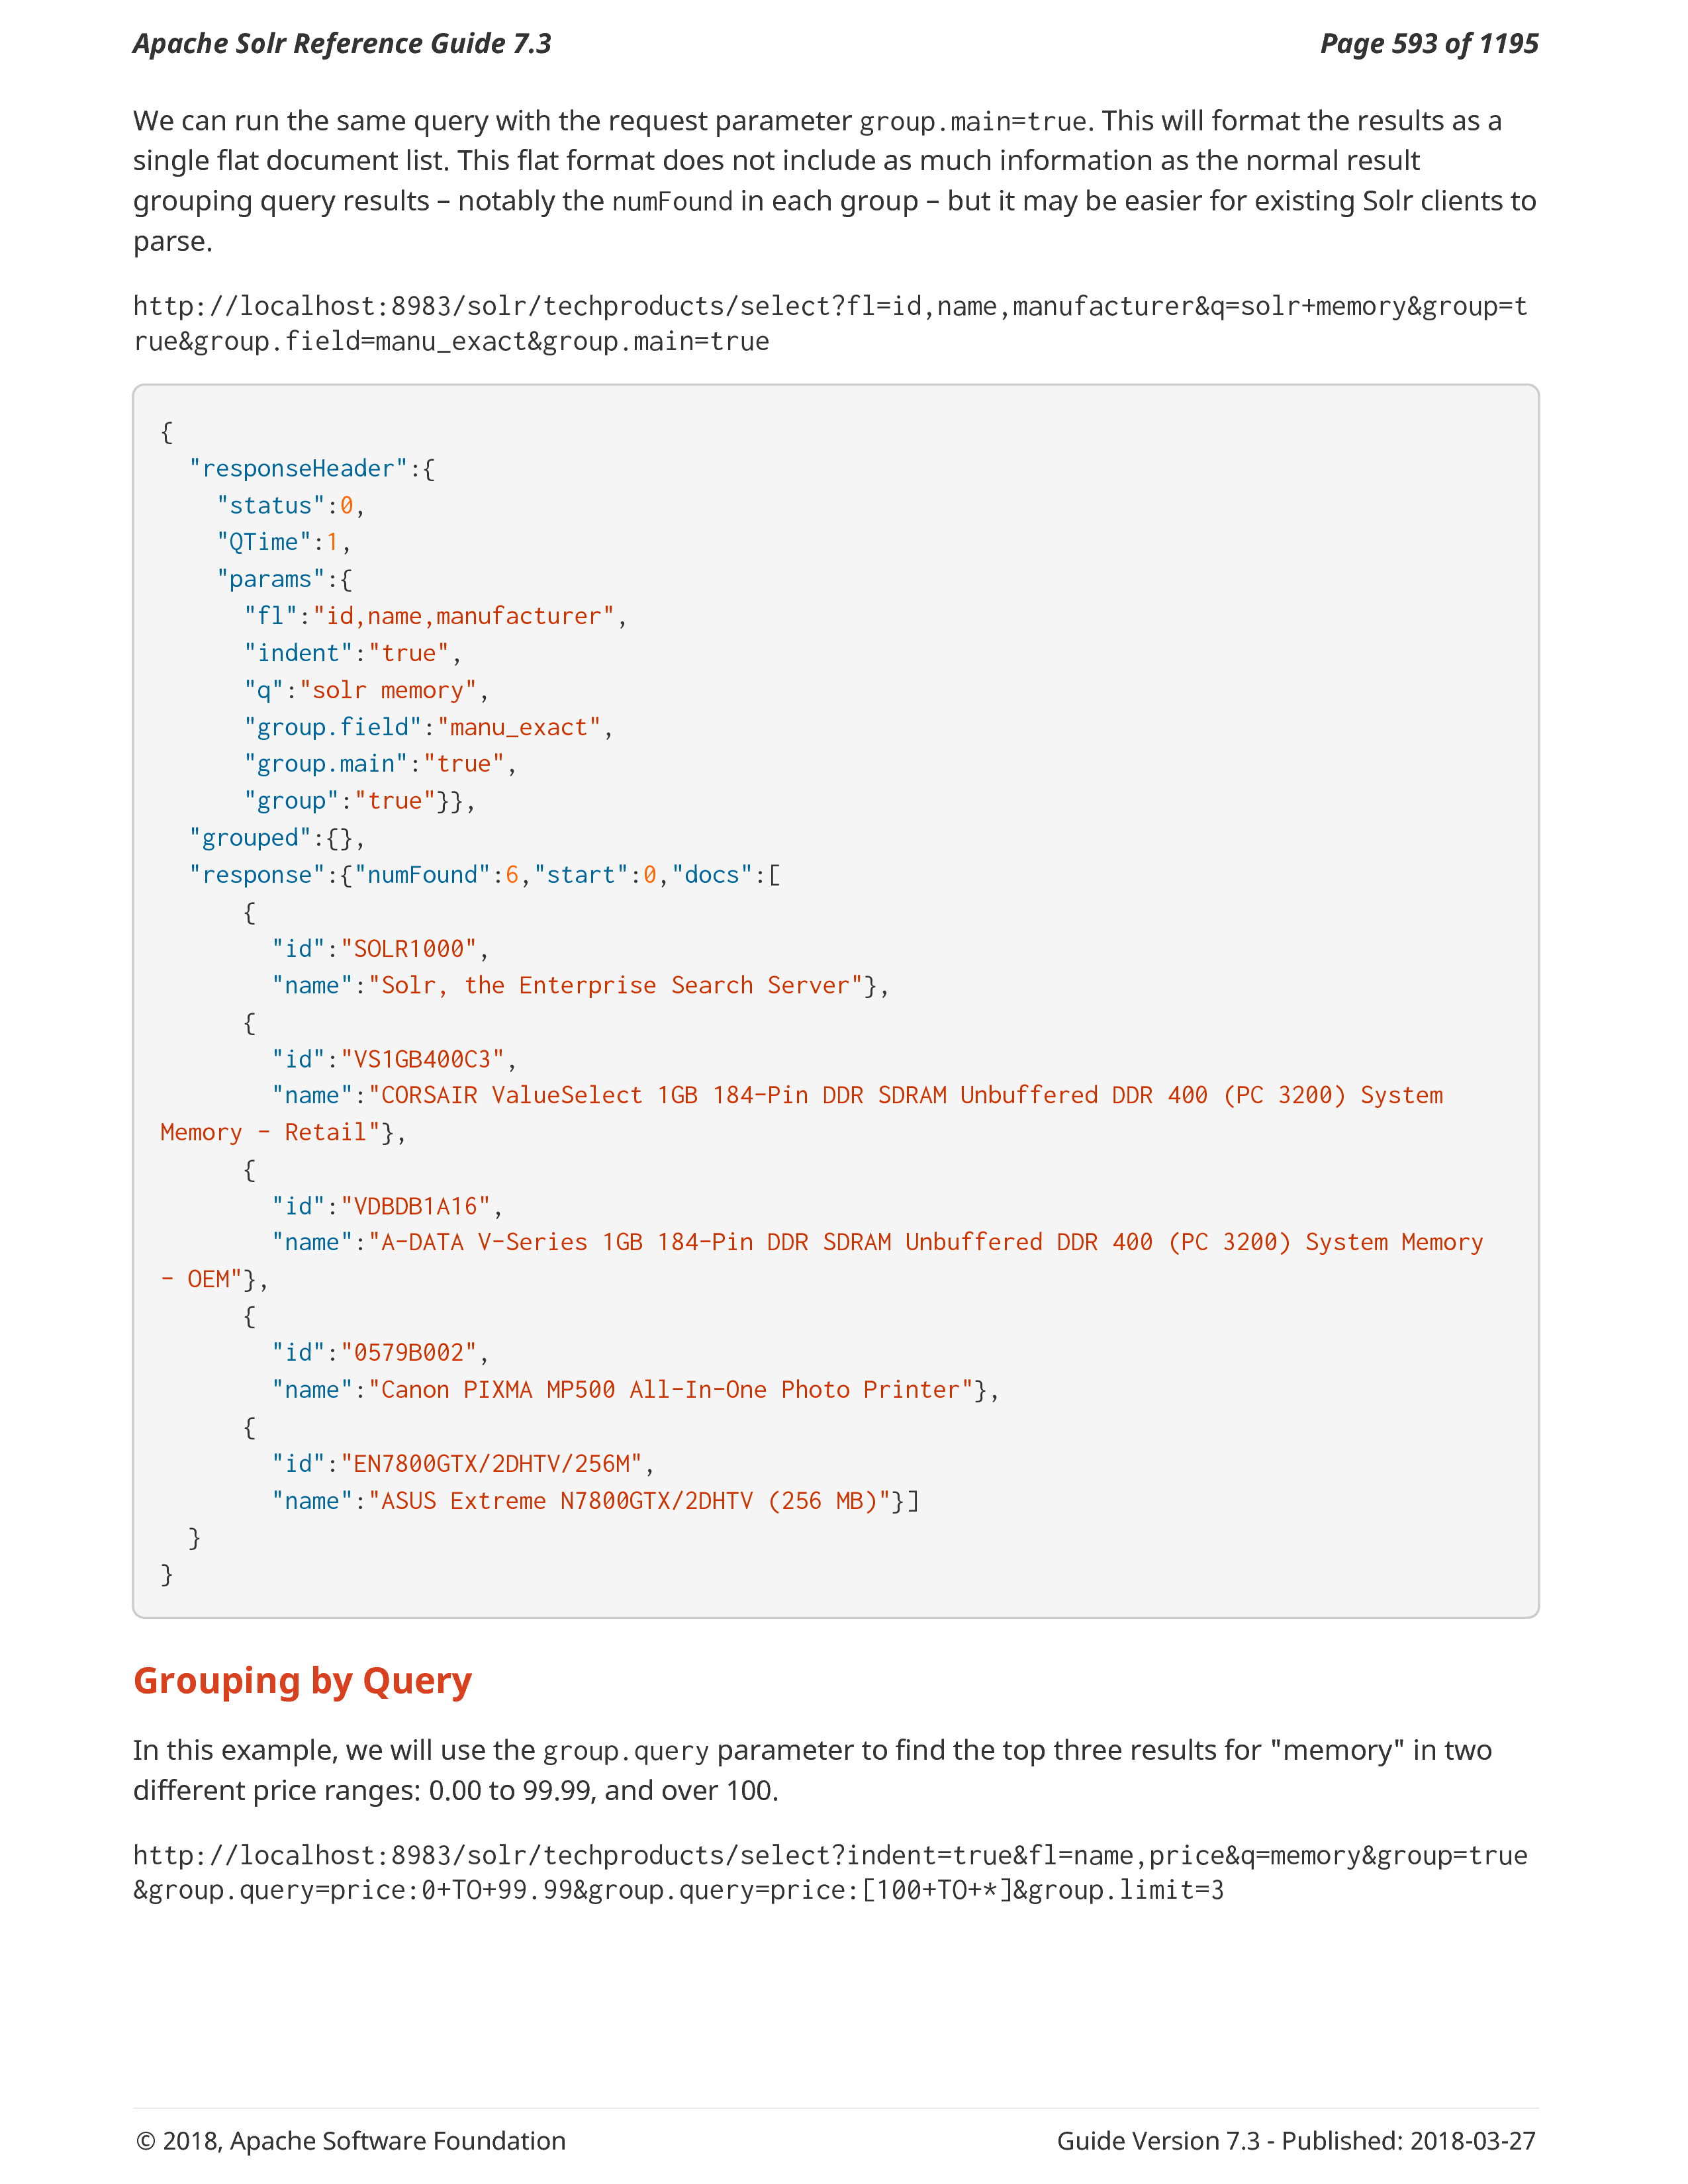 Apache Solr Reference Guide 7.3 Page 593 of 1195
We can run the same query with the request parameter group.main=true. This will format the results as a
single flat document list. This flat format does not include as much information as the normal result
grouping query results – notably the numFound in each group – but it may be easier for existing Solr clients to
parse.
http://localhost:8983/solr/techproducts/select?fl=id,name,manufacturer&q=solr+memory&group=t
rue&group.field=manu_exact&group.main=true
{
  "responseHeader":{
    "status":0,
    "QTime":1,
    "params":{
      "fl":"id,name,manufacturer",
      "indent":"true",
      "q":"solr memory",
      "group.field":"manu_exact",
      "group.main":"true",
      "group":"true"}},
  "grouped":{},
  "response":{"numFound":6,"start":0,"docs":[
      {
        "id":"SOLR1000",
        "name":"Solr, the Enterprise Search Server"},
      {
        "id":"VS1GB400C3",
        "name":"CORSAIR ValueSelect 1GB 184-Pin DDR SDRAM Unbuffered DDR 400 (PC 3200) System
Memory - Retail"},
      {
        "id":"VDBDB1A16",
        "name":"A-DATA V-Series 1GB 184-Pin DDR SDRAM Unbuffered DDR 400 (PC 3200) System Memory
- OEM"},
      {
        "id":"0579B002",
        "name":"Canon PIXMA MP500 All-In-One Photo Printer"},
      {
        "id":"EN7800GTX/2DHTV/256M",
        "name":"ASUS Extreme N7800GTX/2DHTV (256 MB)"}]
  }
}
Grouping by Query
In this example, we will use the group.query parameter to find the top three results for "memory" in two
different price ranges: 0.00 to 99.99, and over 100.
http://localhost:8983/solr/techproducts/select?indent=true&fl=name,price&q=memory&group=true
&group.query=price:0+TO+99.99&group.query=price:[100+TO+*]&group.limit=3
© 2018, Apache Software Foundation Guide Version 7.3 - Published: 2018-03-27